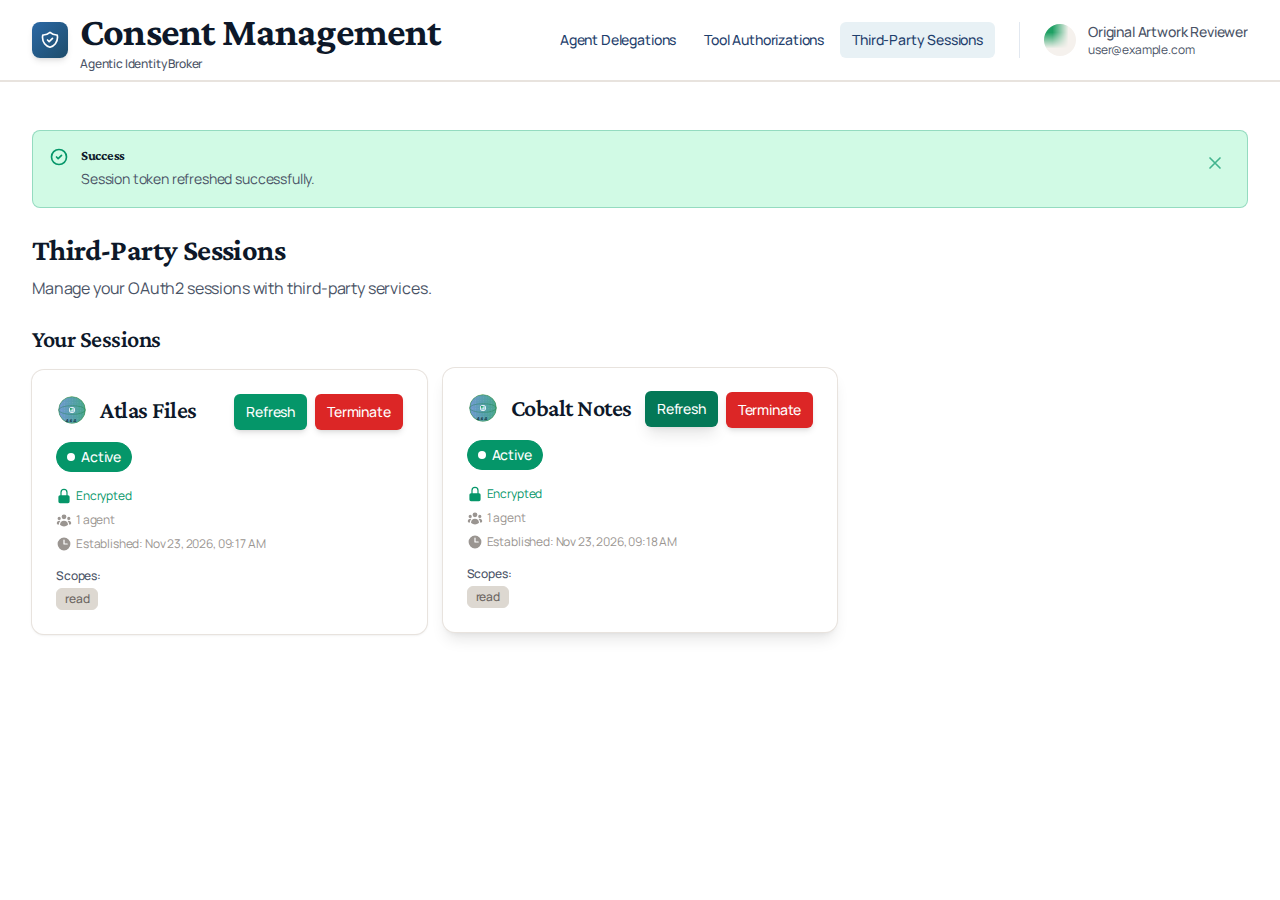 Consent Management
Agentic Identity Broker
Agent Delegations
Tool Authorizations
Third-Party Sessions
Original Artwork Reviewer
user@example.com
Success
Session token refreshed successfully.
Third-Party Sessions
Manage your OAuth2 sessions with third-party services.
Your Sessions
Atlas Files
Refresh
Terminate
Active
Encrypted
1 agent
Established: Nov 23, 2026, 09:17 AM
Scopes:
read
Cobalt Notes
Refresh
Terminate
Active
Encrypted
1 agent
Established: Nov 23, 2026, 09:18 AM
Scopes:
read